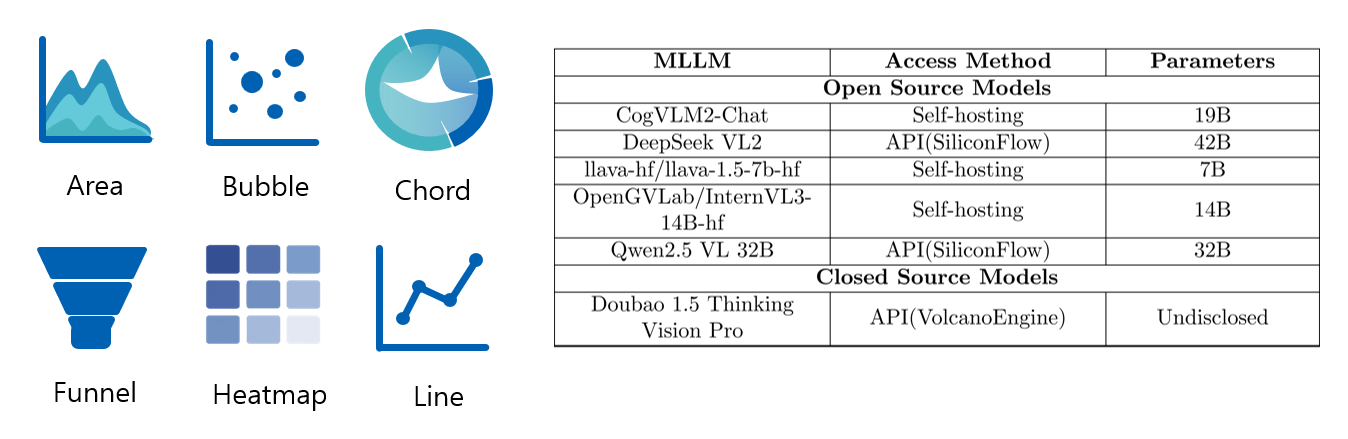 Area
Bubble
Chord
Funnel
Heatmap
Line
MLLM Access Method Parameters
Open Source Models
CogVLM2-Chat Self-hosting 19B
DeepSeek VL2 API(SiliconFlow) 42B
llava-hf/llava-1.5-7b-hf Self-hosting 7B
OpenGVLab/InternVL3-
14B-hf Self-hosting 14B
Qwen2.5 VL 32B API(SiliconFlow) 32B
Closed Source Models
Doubao 1.5 Thinking
Vision Pro API(VolcanoEngine) Undisclosed